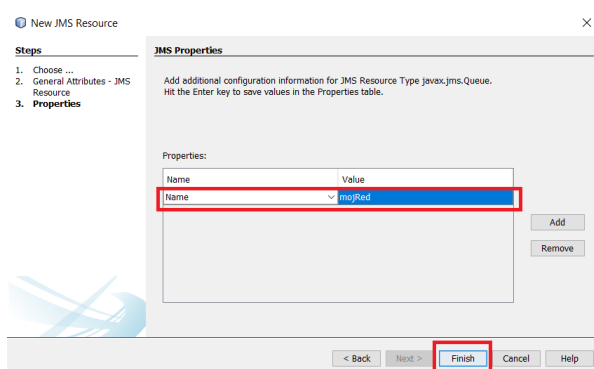 New JMS Resource
Steps
1. Choose ...
2. General Attributes - JMS
Resource
3. Properties
JMS Properties
Add additional configuration information for JMS Resource Type javax.jms.Queue.
Hit the Enter key to save values in the Properties table.
Properties:
Name Value
Name mojRed
Add
Remove
< Back Next > Finish Cancel Help